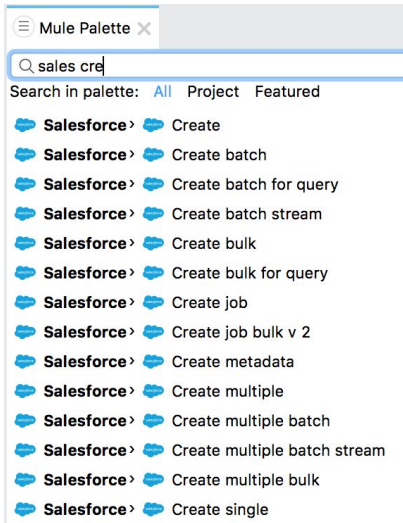 Mule Palette
sales cre
Search in palette: All Project Featured
Salesforce › Create
Salesforce › Create batch
Salesforce › Create batch for query
Salesforce › Create batch stream
Salesforce › Create bulk
Salesforce › Create bulk for query
Salesforce › Create job
Salesforce › Create job bulk v 2
Salesforce › Create metadata
Salesforce › Create multiple
Salesforce › Create multiple batch
Salesforce › Create multiple batch stream
Salesforce › Create multiple bulk
Salesforce › Create single